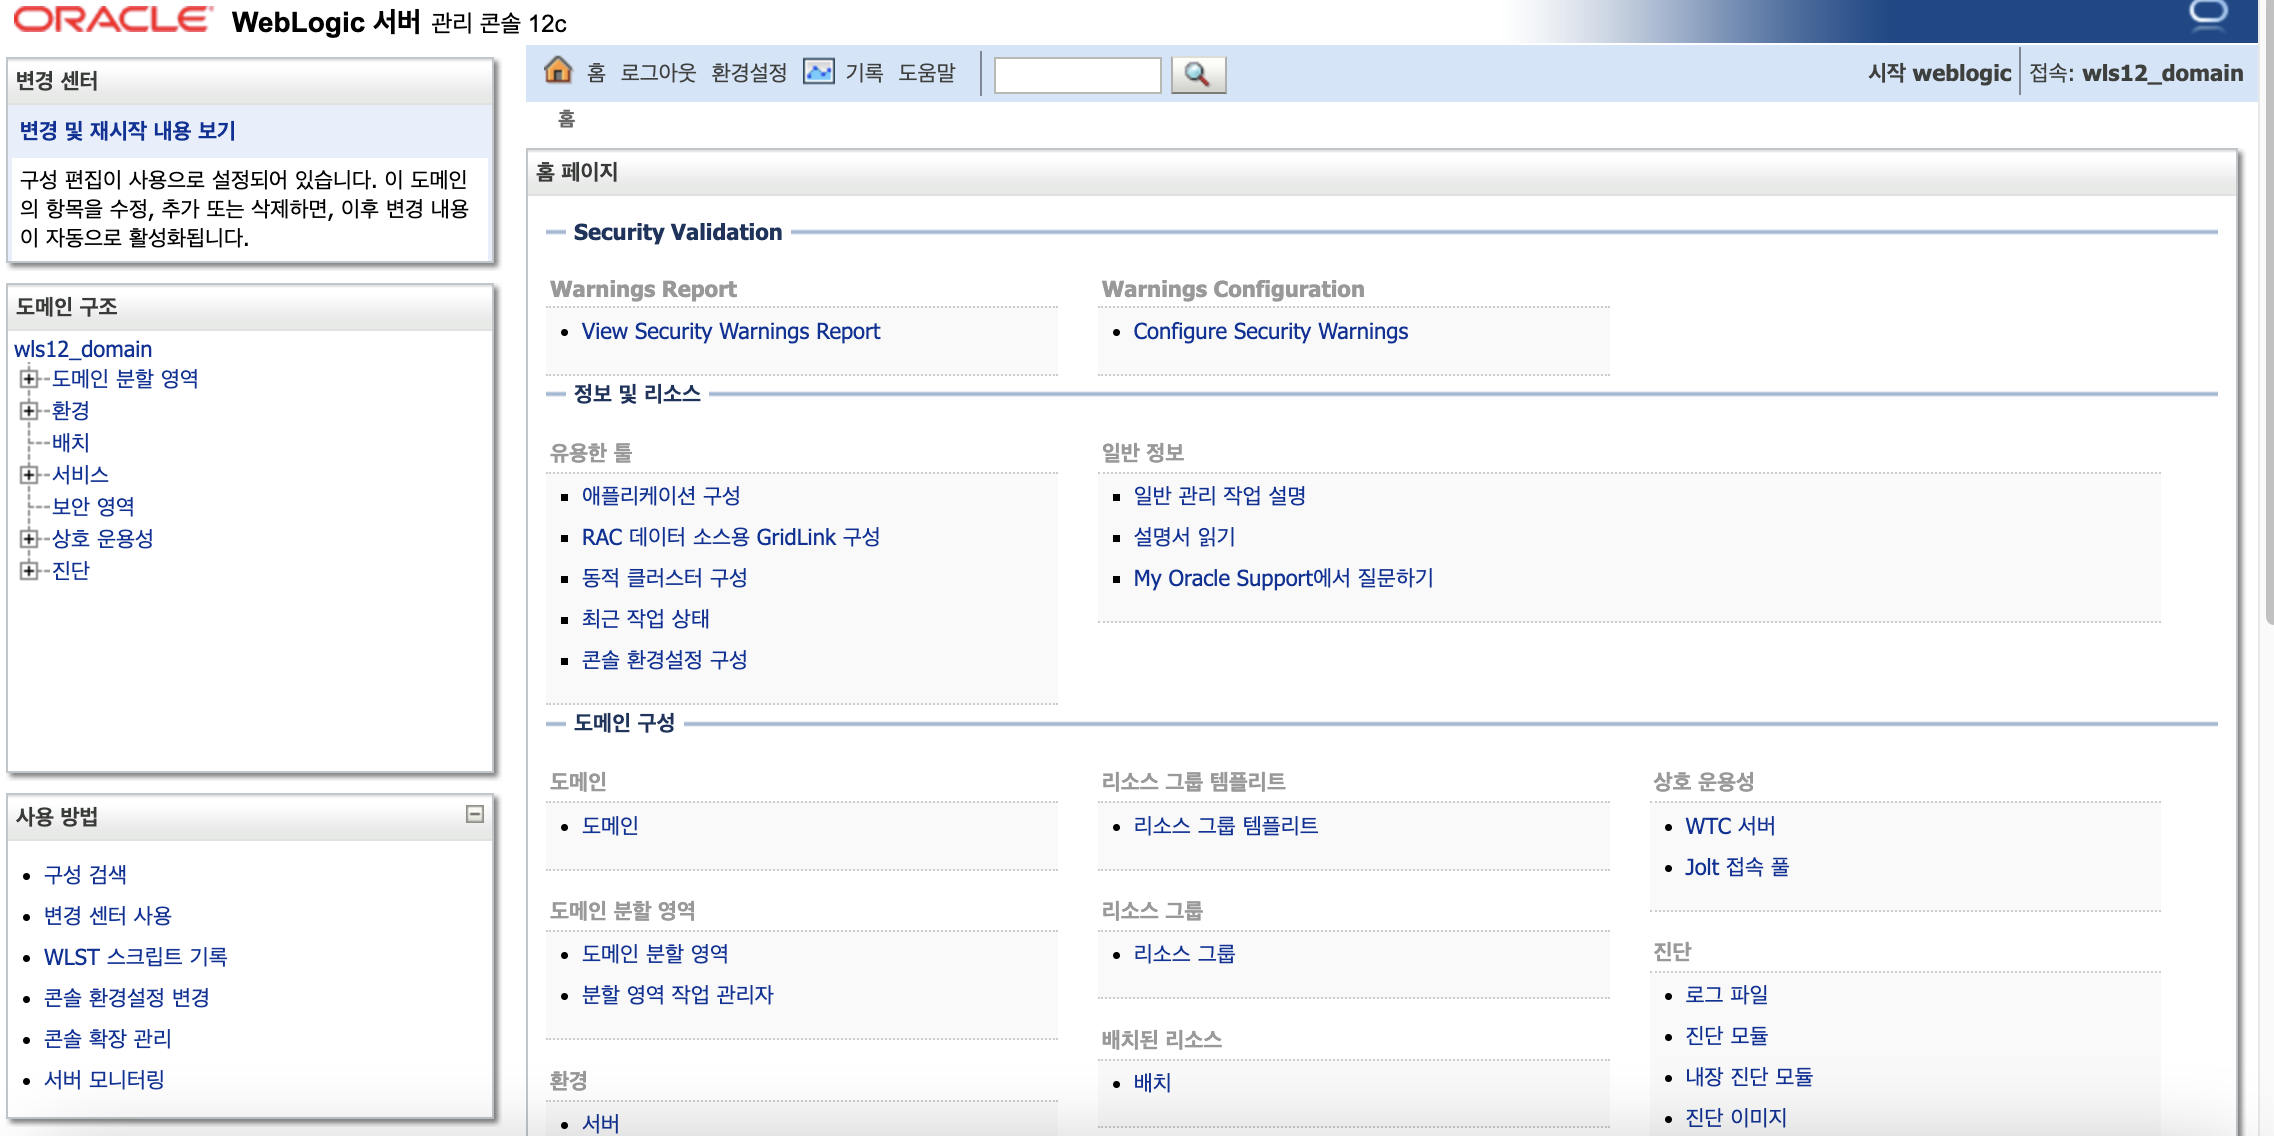 ORACLE WebLogic 서버 관리 콘솔 12c
변경 센터
변경 및 재시작 내용 보기
구성 편집이 사용으로 설정되어 있습니다. 이 도메인
의 항목을 수정, 추가 또는 삭제하면, 이후 변경 내용
이 자동으로 활성화됩니다.
도메인 구조
wls12_domain
도메인 분할 영역
환경
배치
서비스
보안 영역
상호 운용성
진단
사용 방법
구성 검색
변경 센터 사용
WLST 스크립트 기록
콘솔 환경설정 변경
콘솔 확장 관리
서버 모니터링
홈 로그아웃 환경설정 기록 도움말
시작 weblogic 접속: wls12_domain
홈
홈 페이지
Security Validation
Warnings Report
View Security Warnings Report
Warnings Configuration
Configure Security Warnings
정보 및 리소스
유용한 툴
애플리케이션 구성
RAC 데이터 소스용 GridLink 구성
동적 클러스터 구성
최근 작업 상태
콘솔 환경설정 구성
일반 정보
일반 관리 작업 설명
설명서 읽기
My Oracle Support에서 질문하기
도메인 구성
도메인
도메인
도메인 분할 영역
도메인 분할 영역
분할 영역 작업 관리자
환경
서버
리소스 그룹 템플리트
리소스 그룹 템플리트
리소스 그룹
리소스 그룹
배치된 리소스
배치
상호 운용성
WTC 서버
Jolt 접속 풀
진단
로그 파일
진단 모듈
내장 진단 모듈
진단 이미지